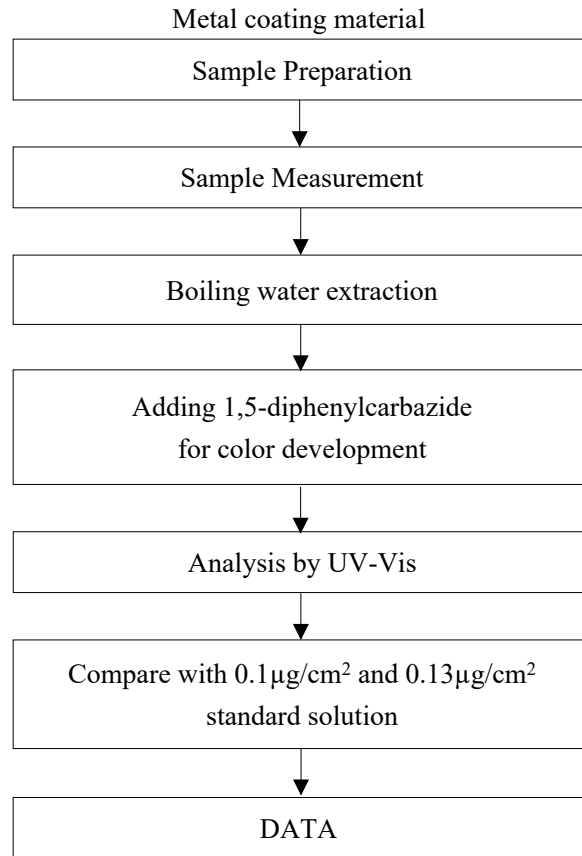 Metal coating material
Sample Preparation
Sample Measurement
Boiling water extraction
Adding 1,5-diphenylcarbazide
for color development
Analysis by UV-Vis
Compare with 0.1µg/cm² and 0.13µg/cm²
standard solution
DATA